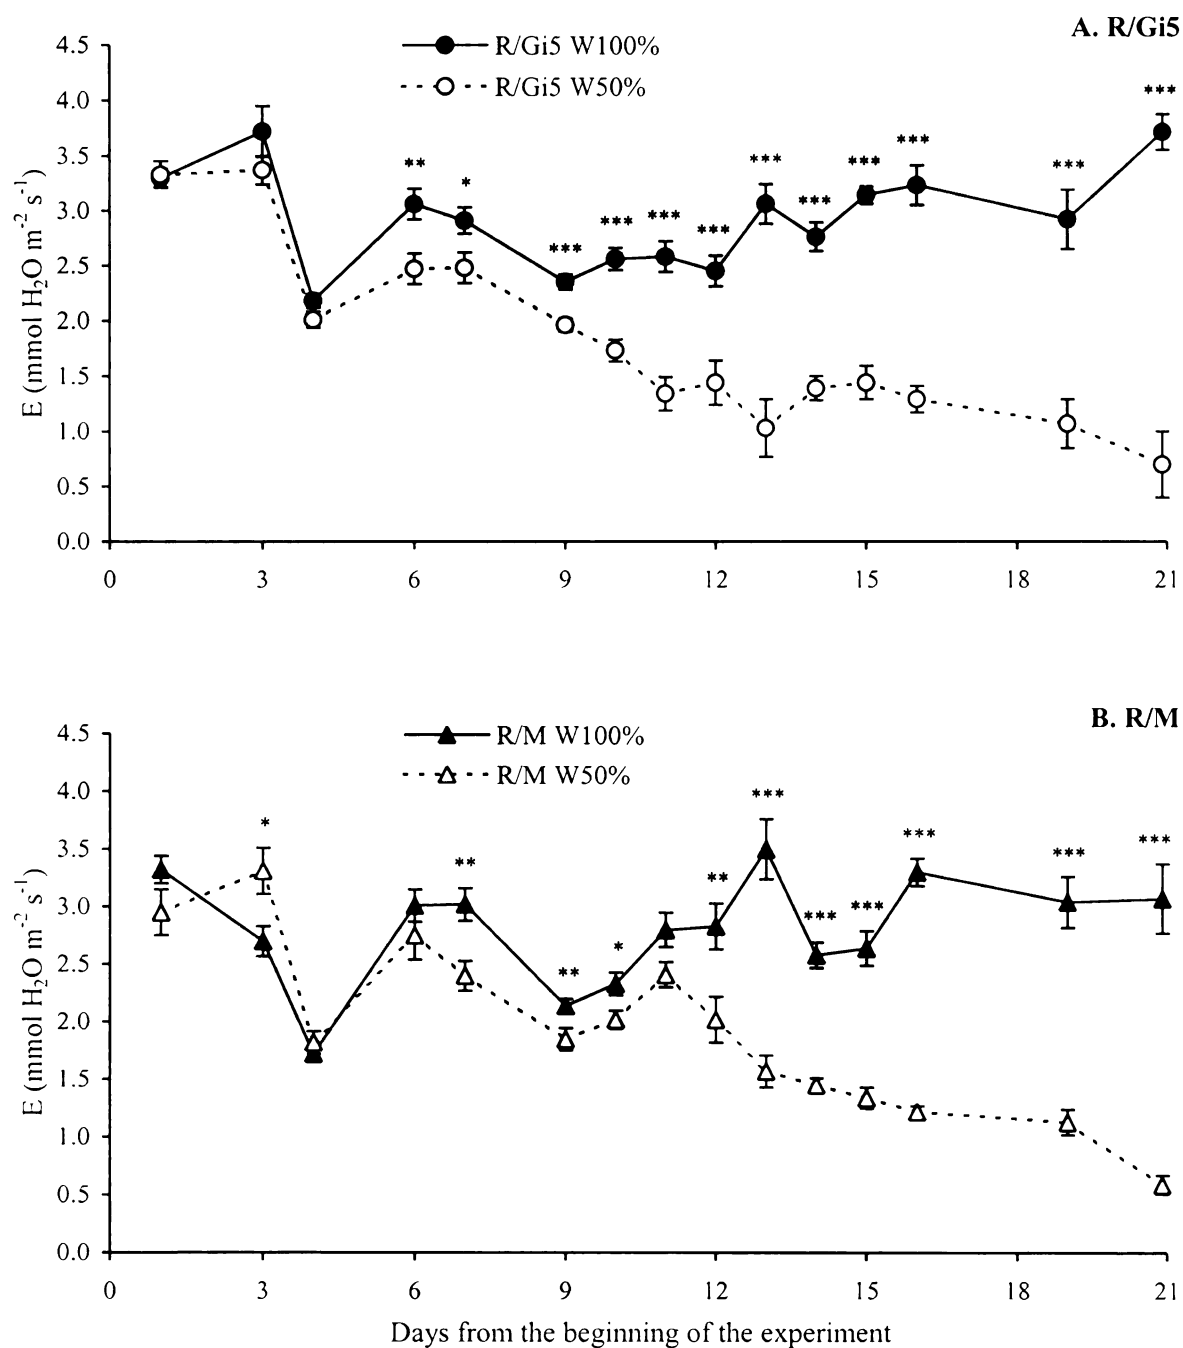 A. R/Gi5
R/Gi5 W100%
R/Gi5 W50%
E (mmol H₂O m⁻² s⁻¹)
4.5
4.0
3.5
3.0
2.5
2.0
1.5
1.0
0.5
0.0
** * *** *** *** *** *** *** *** *** *** ***
0 3 6 9 12 15 18 21
B. R/M
R/M W100%
R/M W50%
E (mmol H₂O m⁻² s⁻¹)
4.5
4.0
3.5
3.0
2.5
2.0
1.5
1.0
0.5
0.0
* ** ** * ** *** *** *** *** *** ***
0 3 6 9 12 15 18 21
Days from the beginning of the experiment